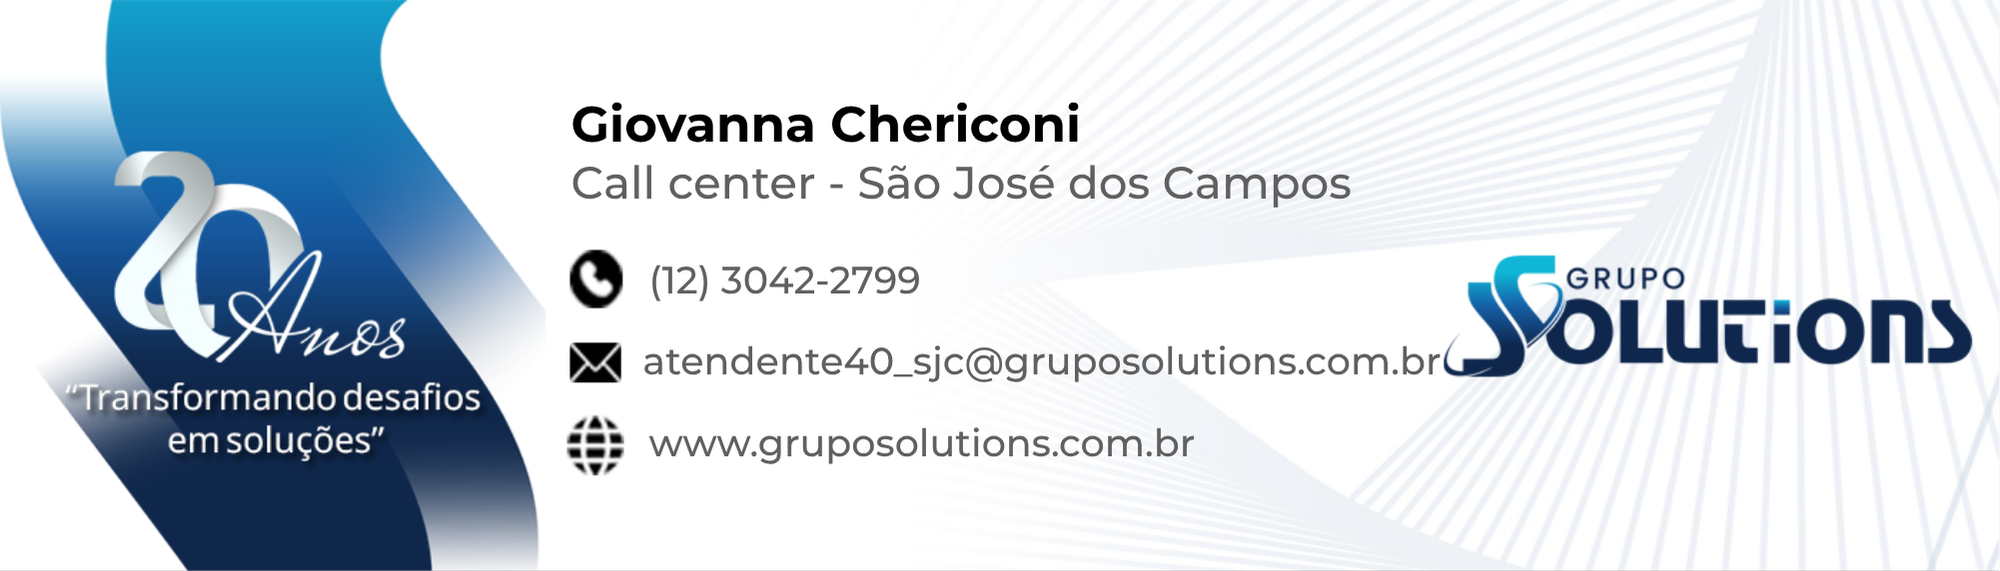 20
Anos
“Transformando desafios
em soluções”
Giovanna Chericoni
Call center - São José dos Campos
(12) 3042-2799
atendente40_sjc@gruposolutions.com.br
www.gruposolutions.com.br
GRUPO
SOLUTIONS